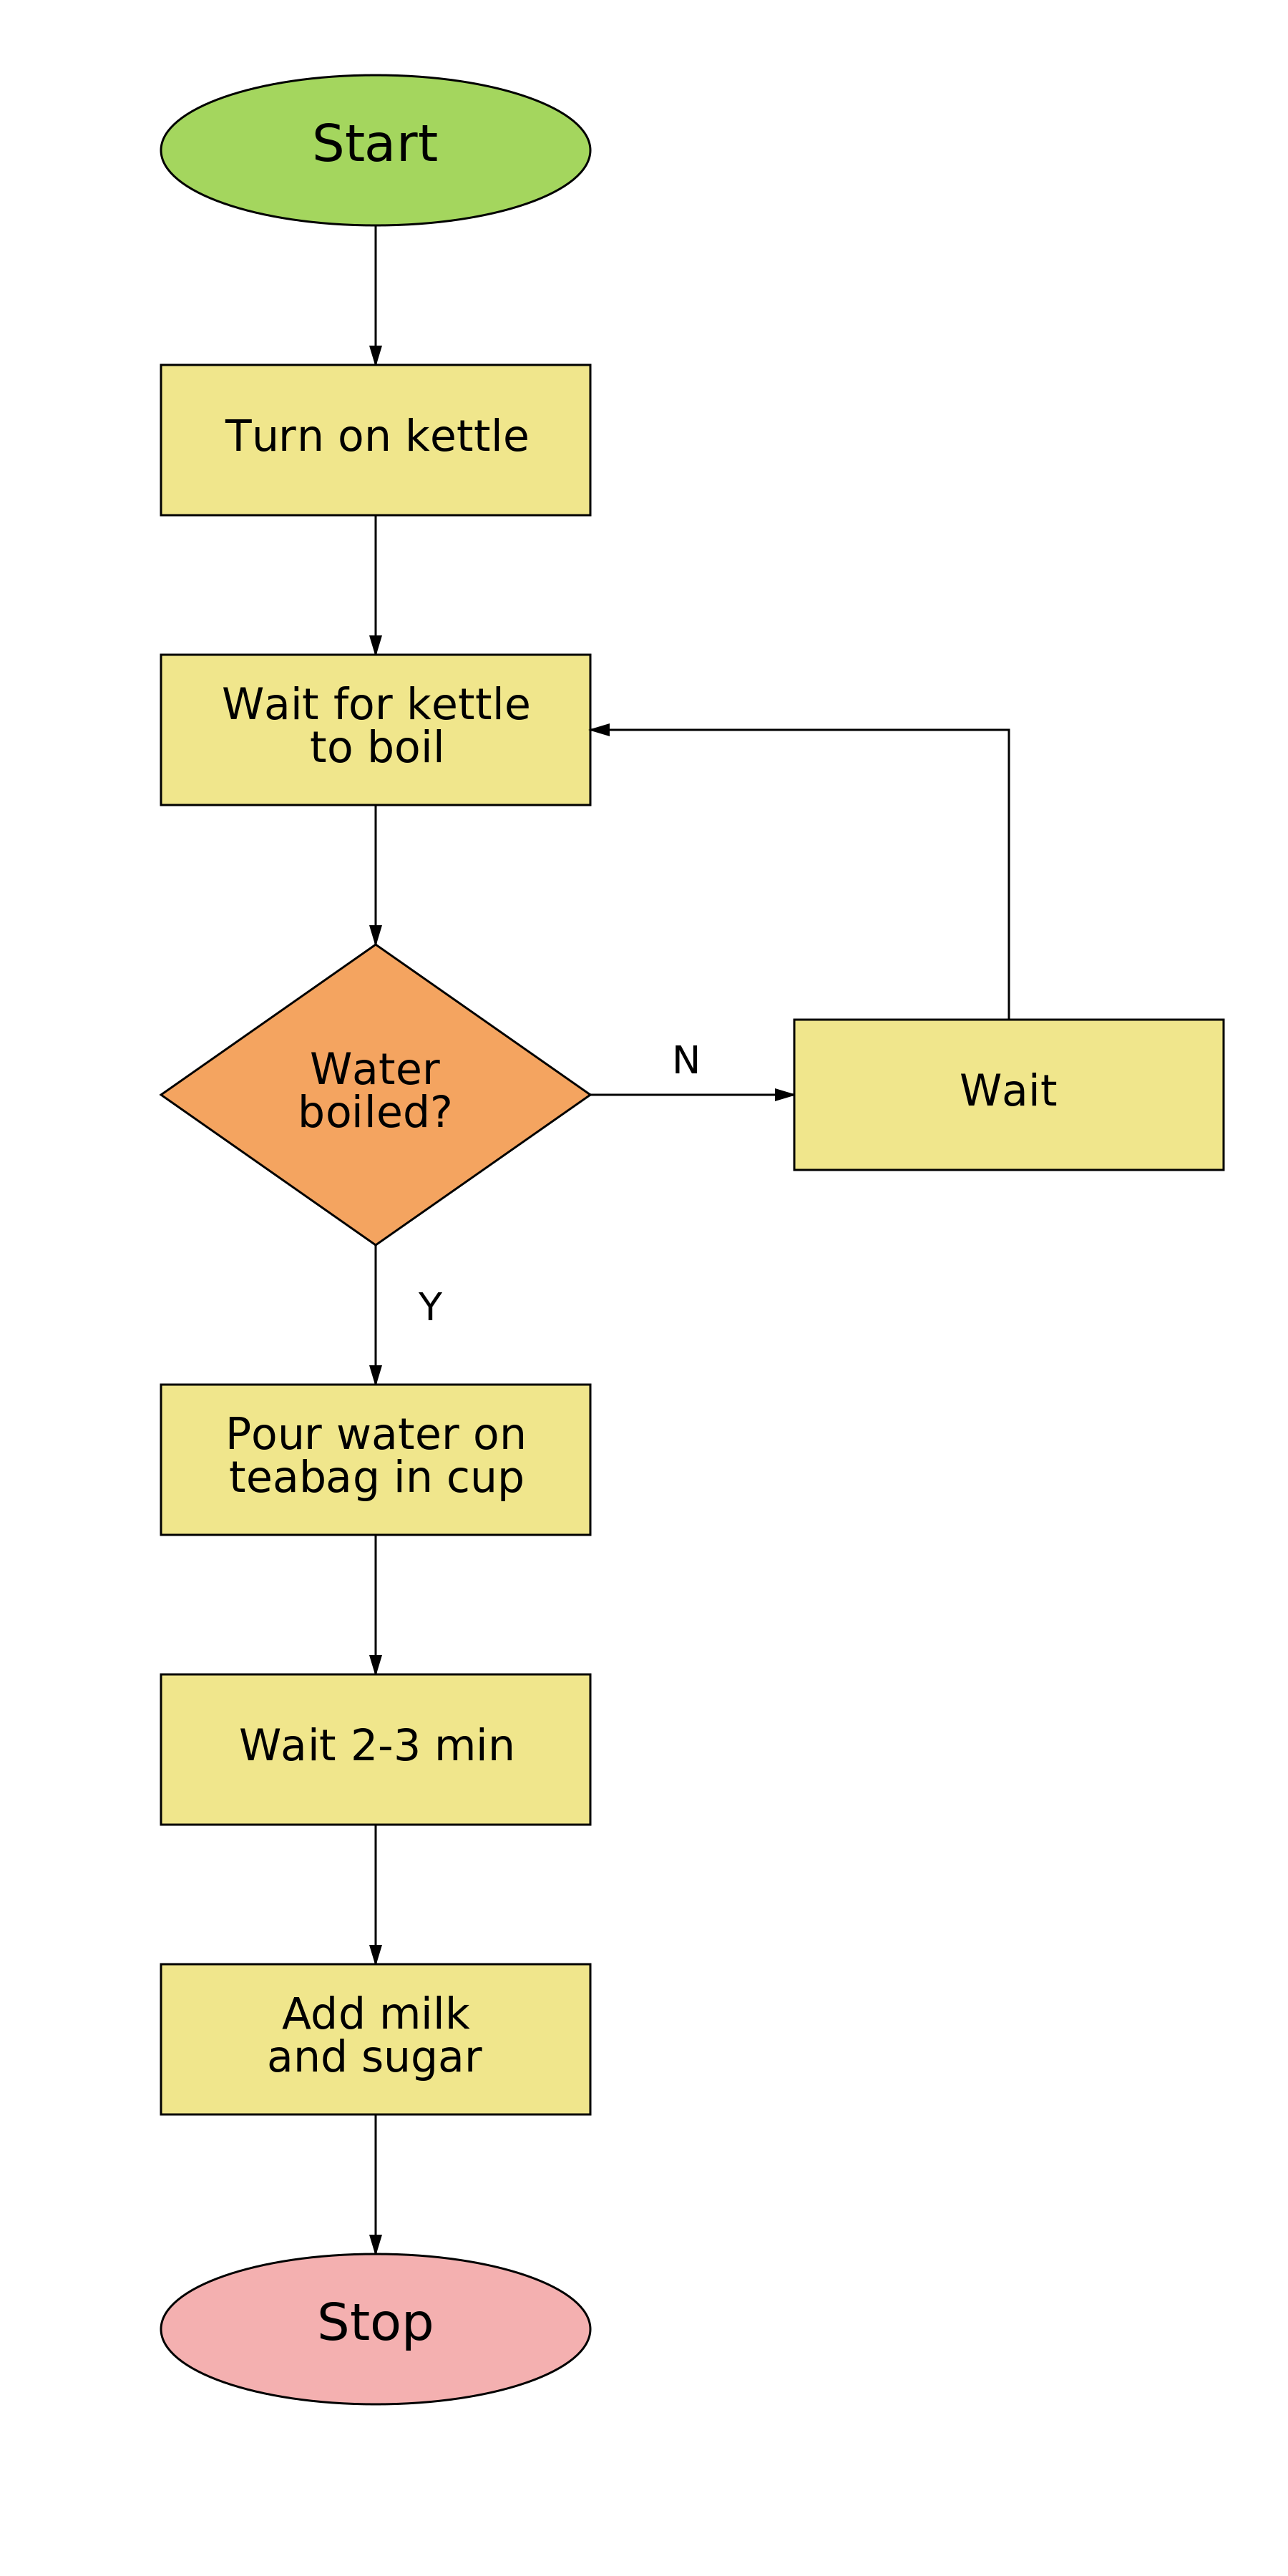 Start
Turn on kettle
Wait for kettle
to boil
Water
boiled?
N
Wait
Y
Pour water on
teabag in cup
Wait 2-3 min
Add milk
and sugar
Stop